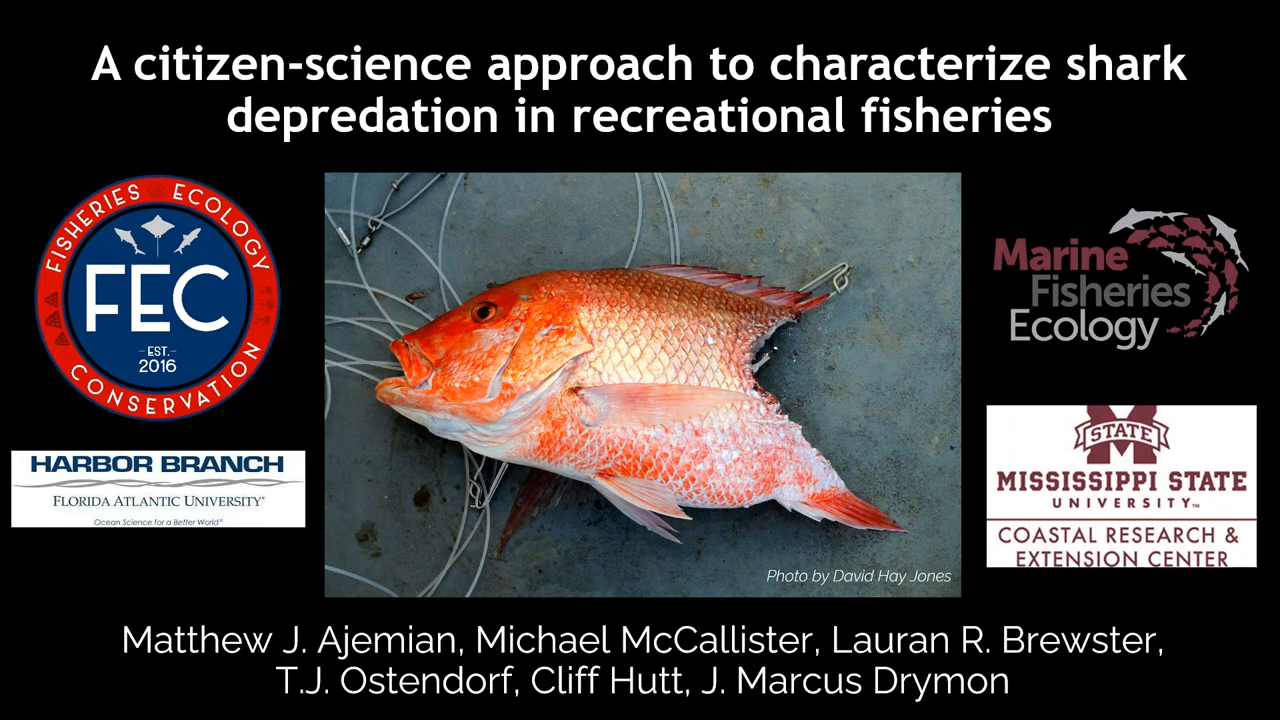 A citizen-science approach to characterize shark
depredation in recreational fisheries
FISHERIES ECOLOGY
FEC
EST.
2016
CONSERVATION
HARBOR BRANCH
FLORIDA ATLANTIC UNIVERSITY®
Ocean Science for a Better World®
Photo by David Hay Jones
Marine
Fisheries
Ecology
STATE
MISSISSIPPI STATE
UNIVERSITY™
COASTAL RESEARCH &
EXTENSION CENTER
Matthew J. Ajemian, Michael McCallister, Lauran R. Brewster,
T.J. Ostendorf, Cliff Hutt, J. Marcus Drymon